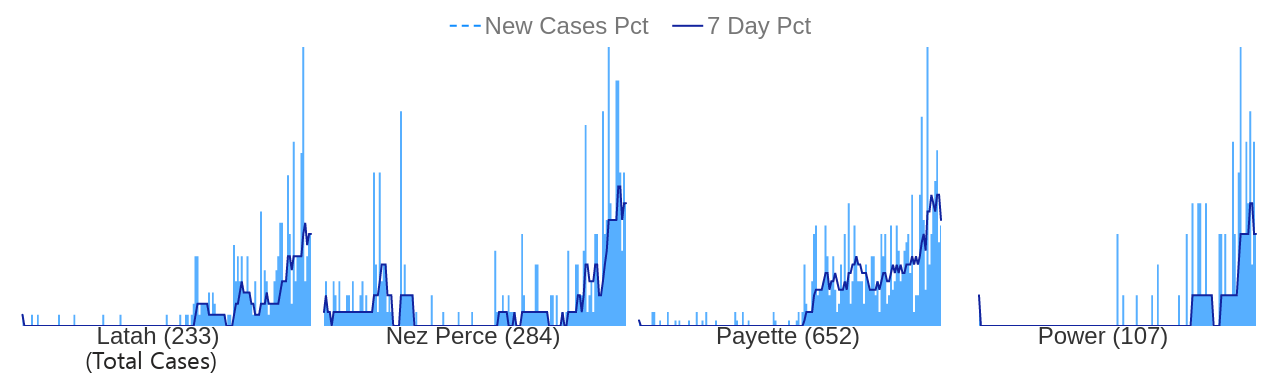 New Cases Pct 7 Day Pct
Latah (233) Nez Perce (284) Payette (652) Power (107)
(Total Cases)